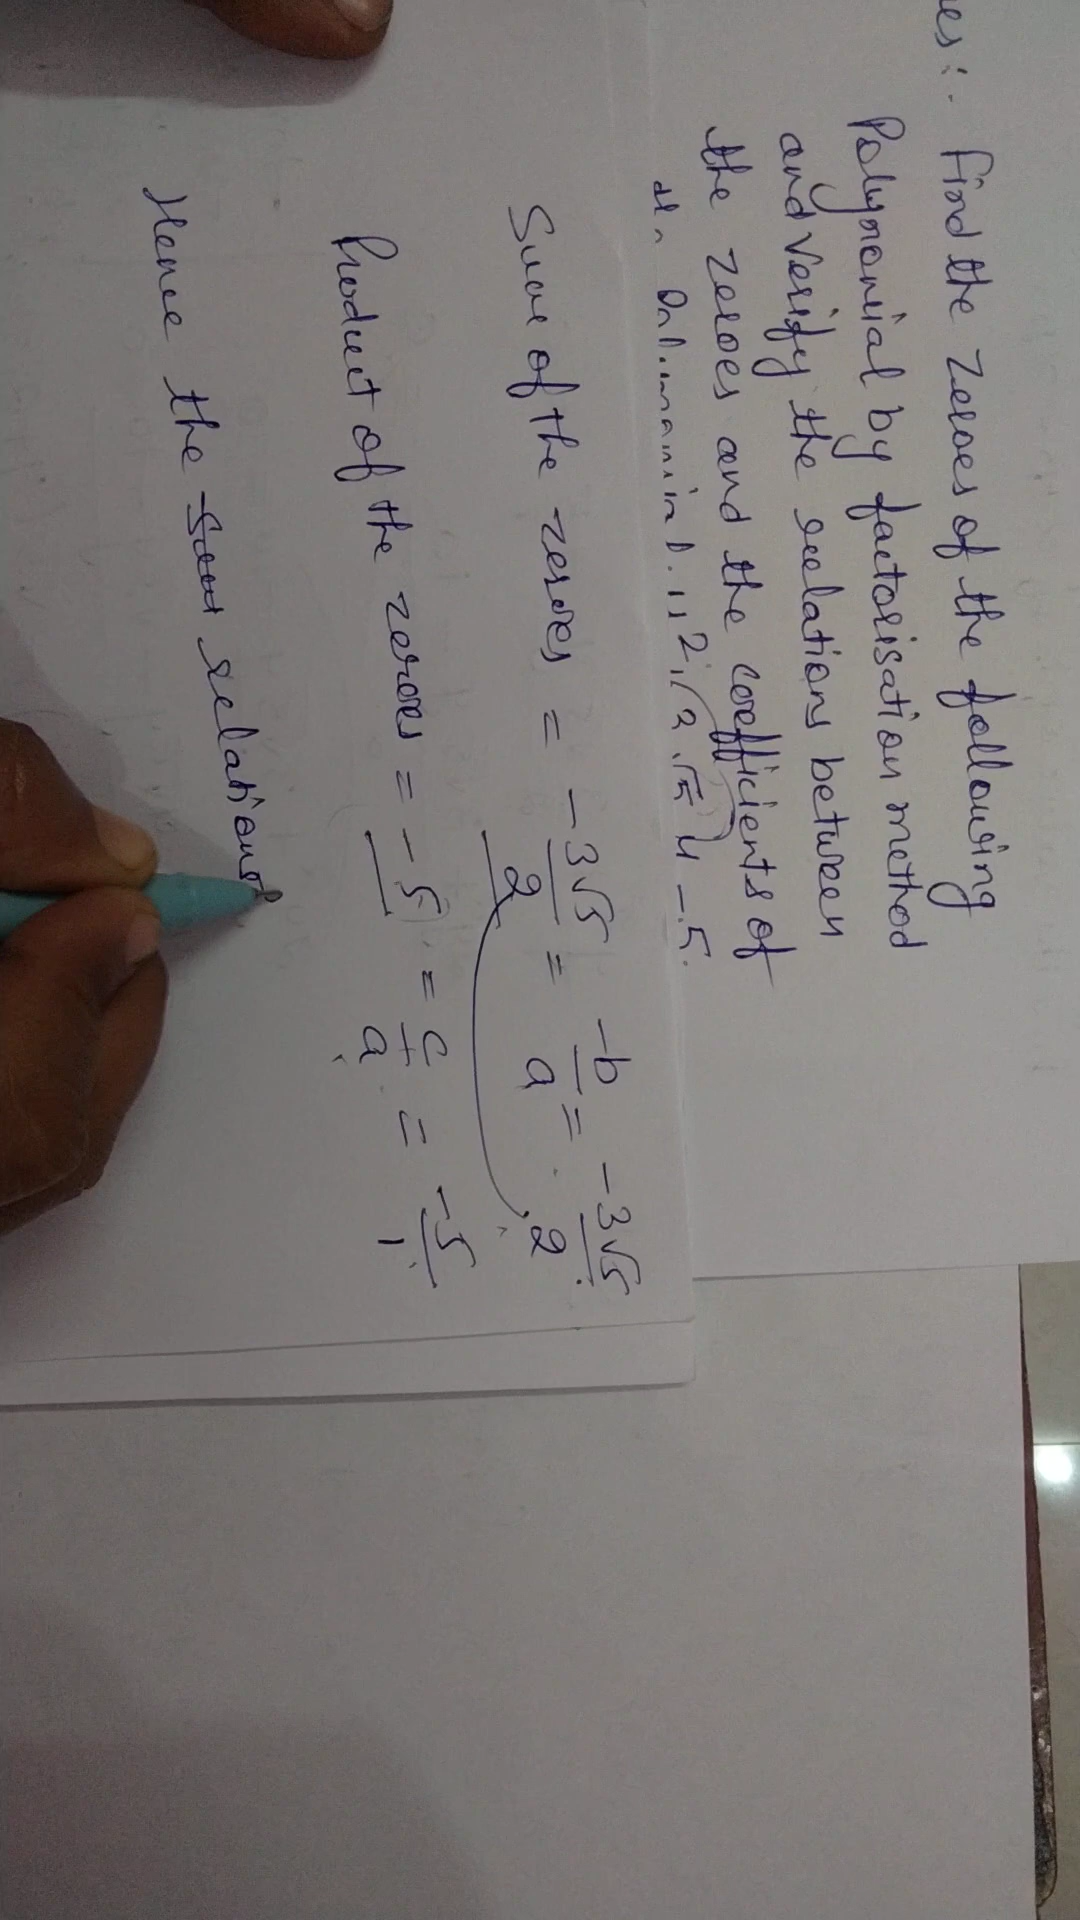 es :- Find the zeroes of the following
Polynomial by factorisation method
and Verify the relations between
the zeroes and the coefficients of
√5 - 5.
Sum of the zeroes = -3√5/2 = -b/a = -3√5/2
Product of the zeroes = -5 = c/a = -5/1
Hence the relations